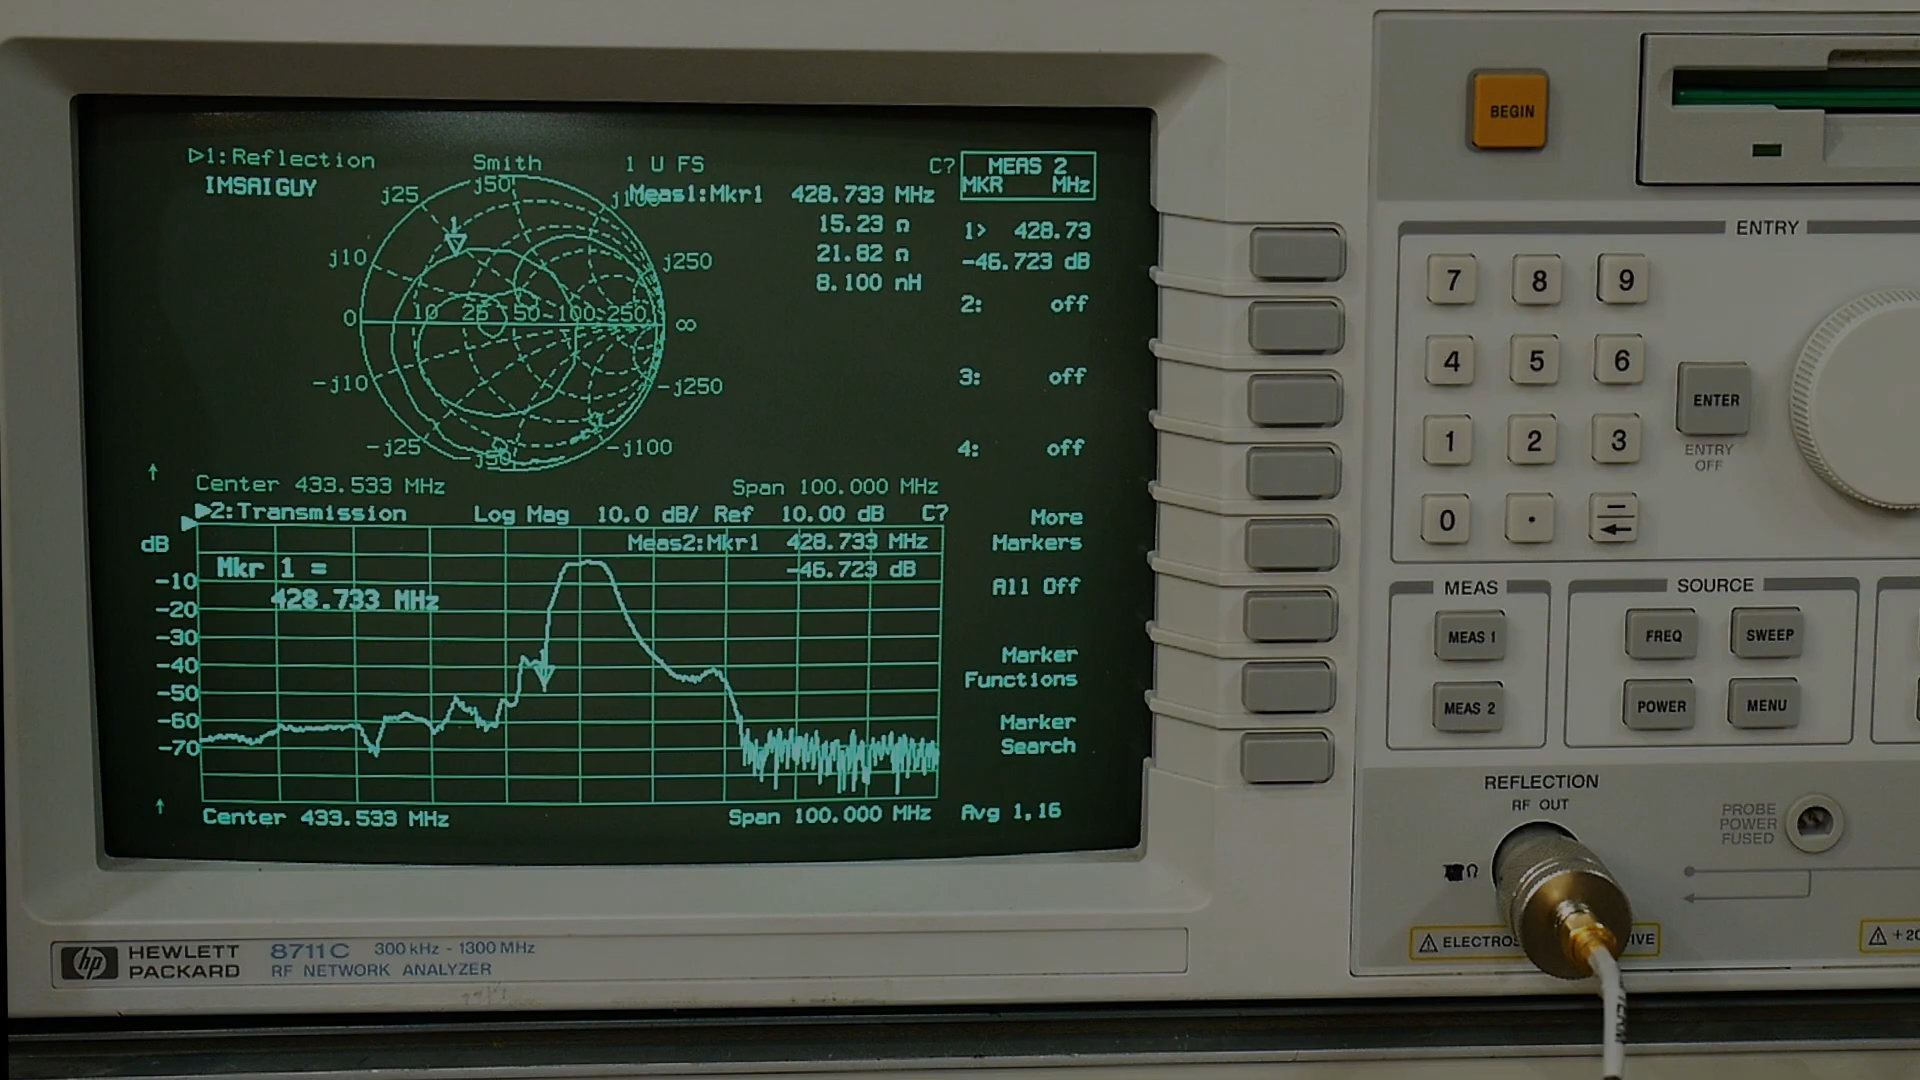 ▷1:Reflection Smith 1 U FS C?
IMSAIGUY
Meas1:Mkr1 428.733 MHz
15.23 Ω
21.82 Ω
8.100 nH
j10 j25 j50 j100 j250
0 10 25 50 100 250 ∞
-j10 -j25 -j50 -j100 -j250
Center 433.533 MHz Span 100.000 MHz
▶2:Transmission Log Mag 10.0 dB/ Ref 10.00 dB C?
Meas2:Mkr1 428.733 MHz
-46.723 dB
dB
Mkr 1 =
428.733 MHz
-10
-20
-30
-40
-50
-60
-70
Center 433.533 MHz Span 100.000 MHz
MEAS 2
MKR MHz
1> 428.73
-46.723 dB
2: off
3: off
4: off
More
Markers
All Off
Marker
Functions
Marker
Search
Avg 1,16
hp HEWLETT
PACKARD
8711C 300 kHz - 1300 MHz
RF NETWORK ANALYZER
BEGIN
ENTRY
7 8 9
4 5 6
1 2 3
0 . –
ENTER
ENTRY
OFF
MEAS
MEAS 1
MEAS 2
SOURCE
FREQ SWEEP
POWER MENU
REFLECTION
RF OUT
PROBE
POWER
FUSED
Ω